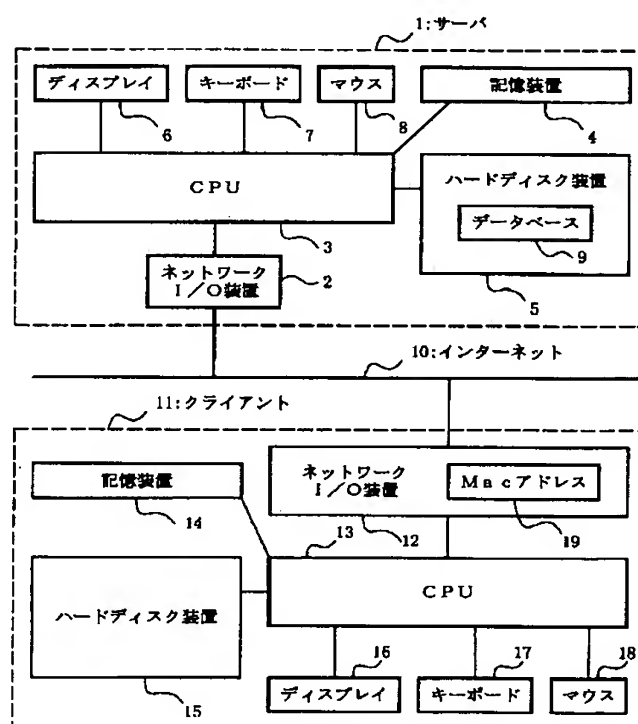 1:サーバ
ディスプレイ
キーボード
マウス
記憶装置
6
7
8
4
CPU
ハードディスク装置
データベース
3
9
ネットワーク
I/O装置
2
5
10:インターネット
11:クライアント
記憶装置
ネットワーク
I/O装置
Macアドレス
14
13
12
19
CPU
ハードディスク装置
16
17
18
15
ディスプレイ
キーボード
マウス